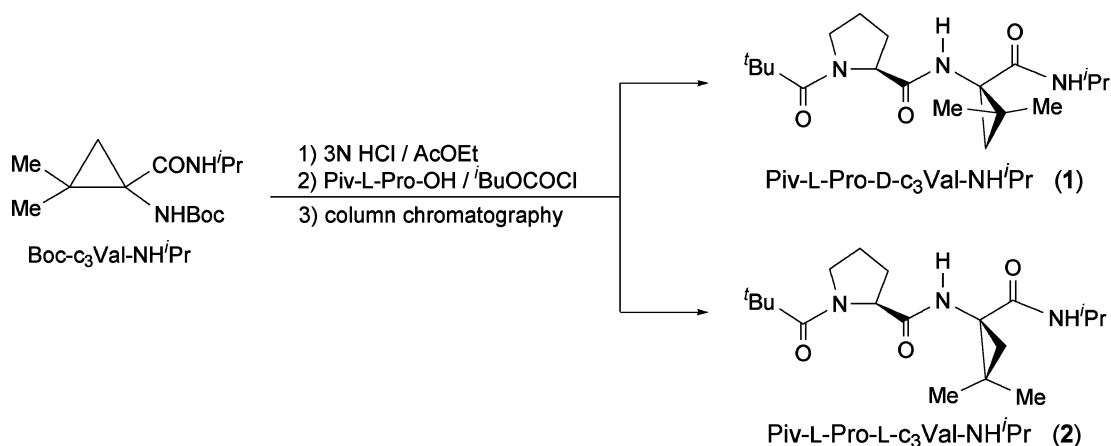 Me
Me
CONHⁱPr
NHBoc
Boc-c₃Val-NHⁱPr
1) 3N HCl / AcOEt
2) Piv-L-Pro-OH / ⁱBuOCOCl
3) column chromatography
ᵗBu
O
N
O
H
N
O
NHⁱPr
Me
Me
Piv-L-Pro-D-c₃Val-NHⁱPr (1)
ᵗBu
O
N
O
H
N
O
NHⁱPr
Me
Me
Piv-L-Pro-L-c₃Val-NHⁱPr (2)